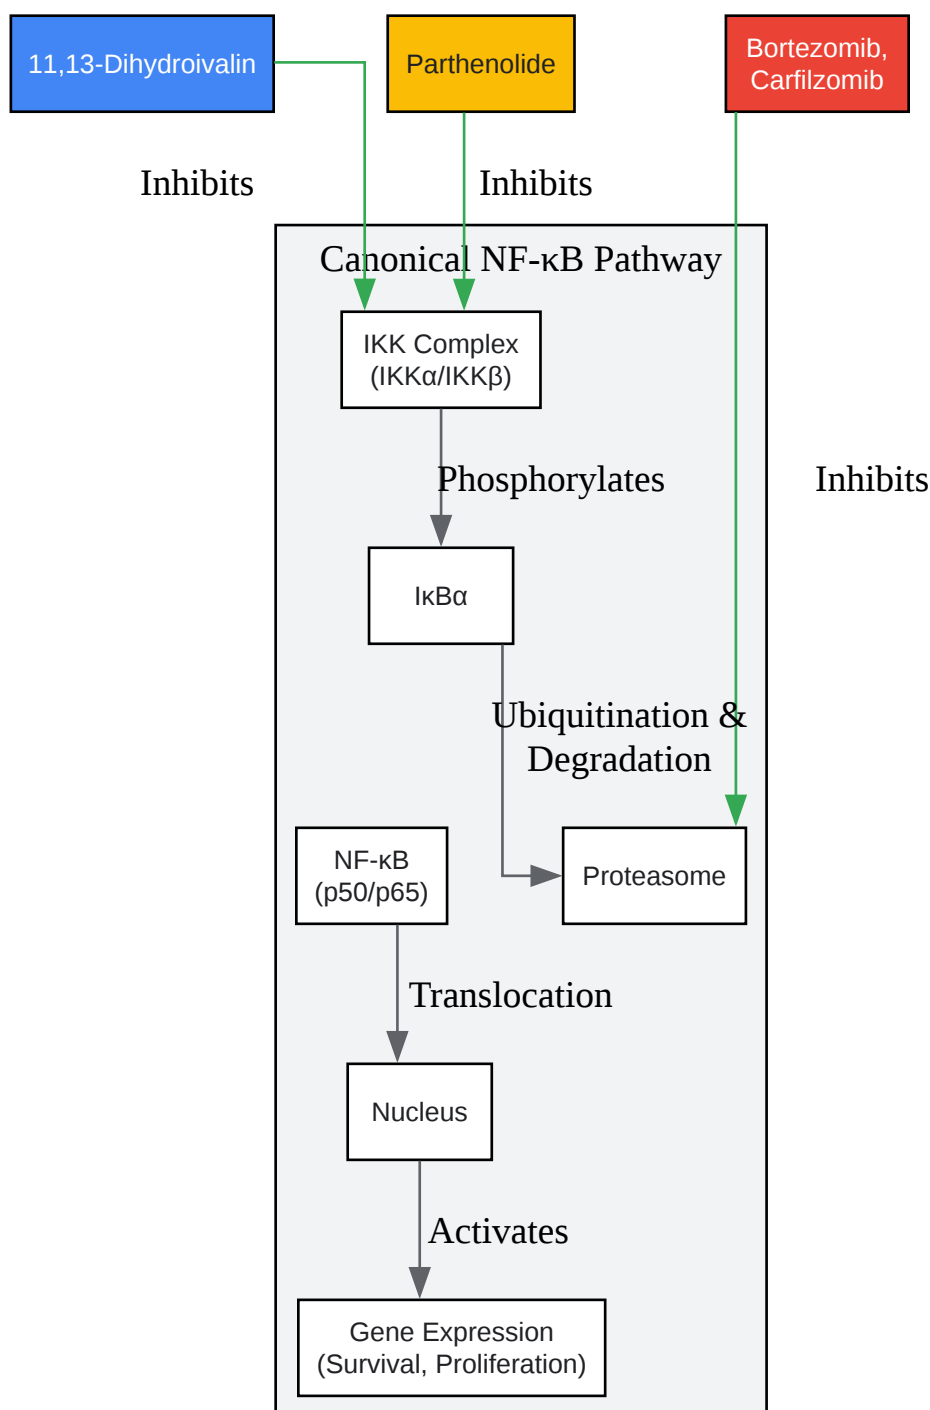 11,13-Dihydroivalin
Parthenolide
Bortezomib,
Carfilzomib
Inhibits
Inhibits
Canonical NF-κB Pathway
IKK Complex
(IKKα/IKKβ)
Phosphorylates
Inhibits
IκBα
Ubiquitination &
Degradation
NF-κB
(p50/p65)
Proteasome
Translocation
Nucleus
Activates
Gene Expression
(Survival, Proliferation)